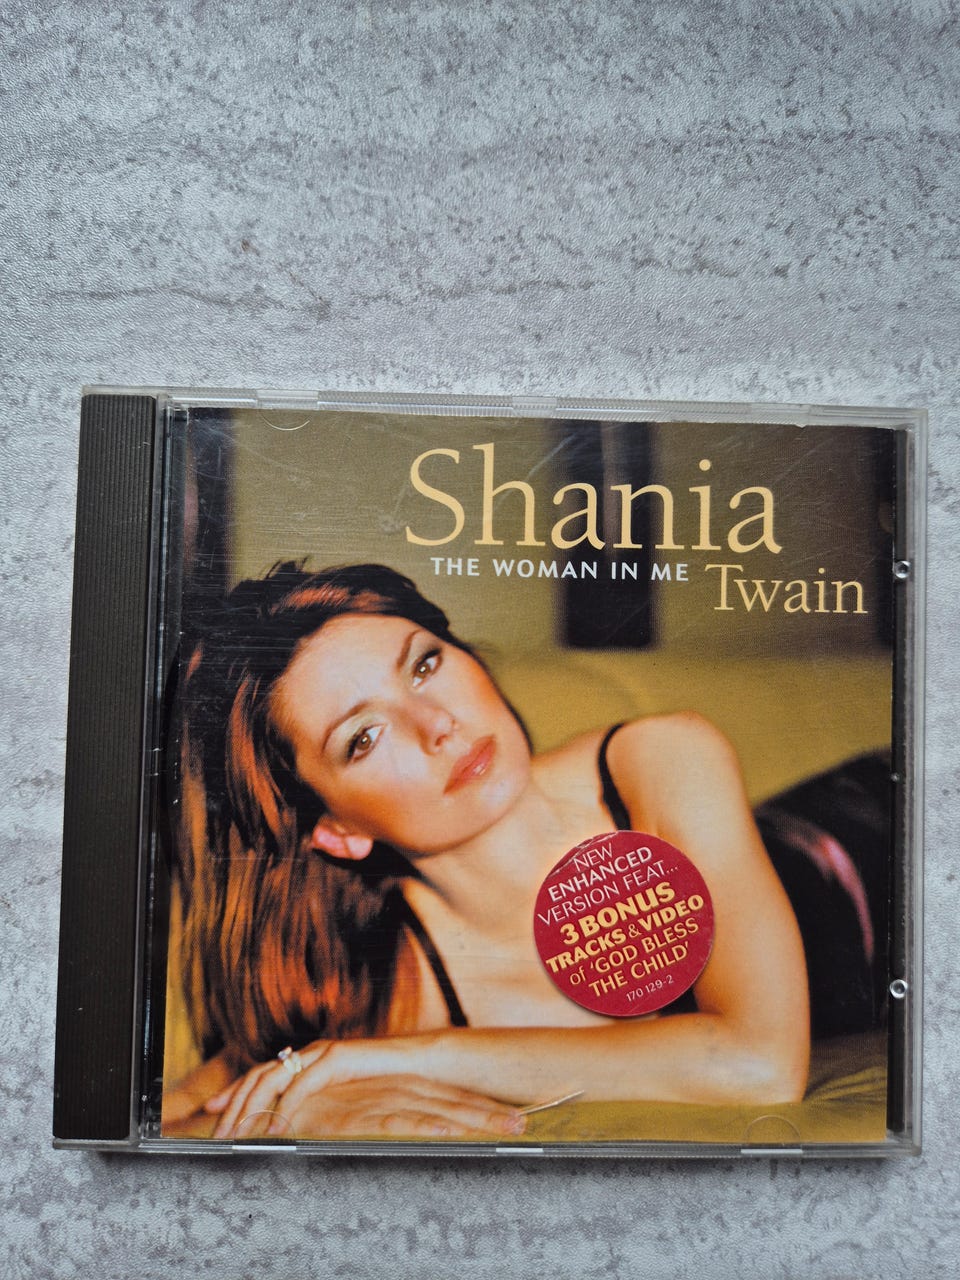 Shania
THE WOMAN IN ME
Twain
NEW
ENHANCED
VERSION FEAT...
3 BONUS
TRACKS & VIDEO
of 'GOD BLESS
THE CHILD'
170 129-2